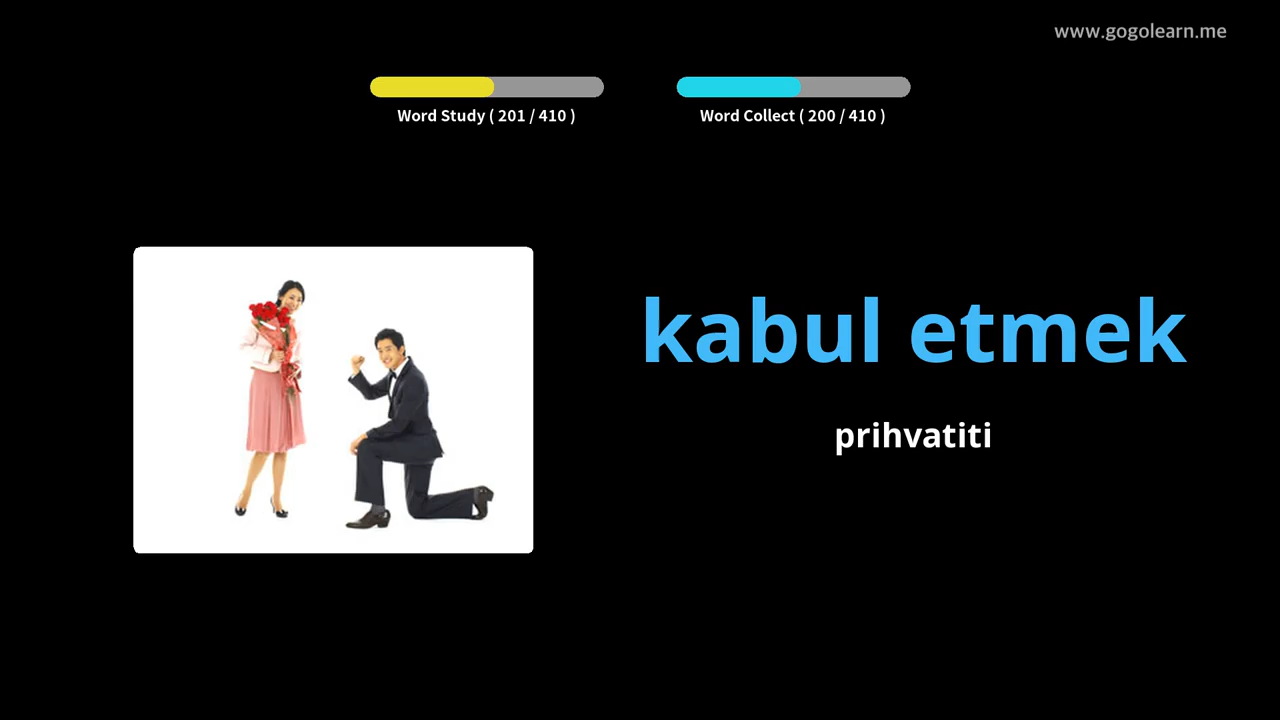 www.gogolearn.me
Word Study ( 201 / 410 )
Word Collect ( 200 / 410 )
kabul etmek
prihvatiti